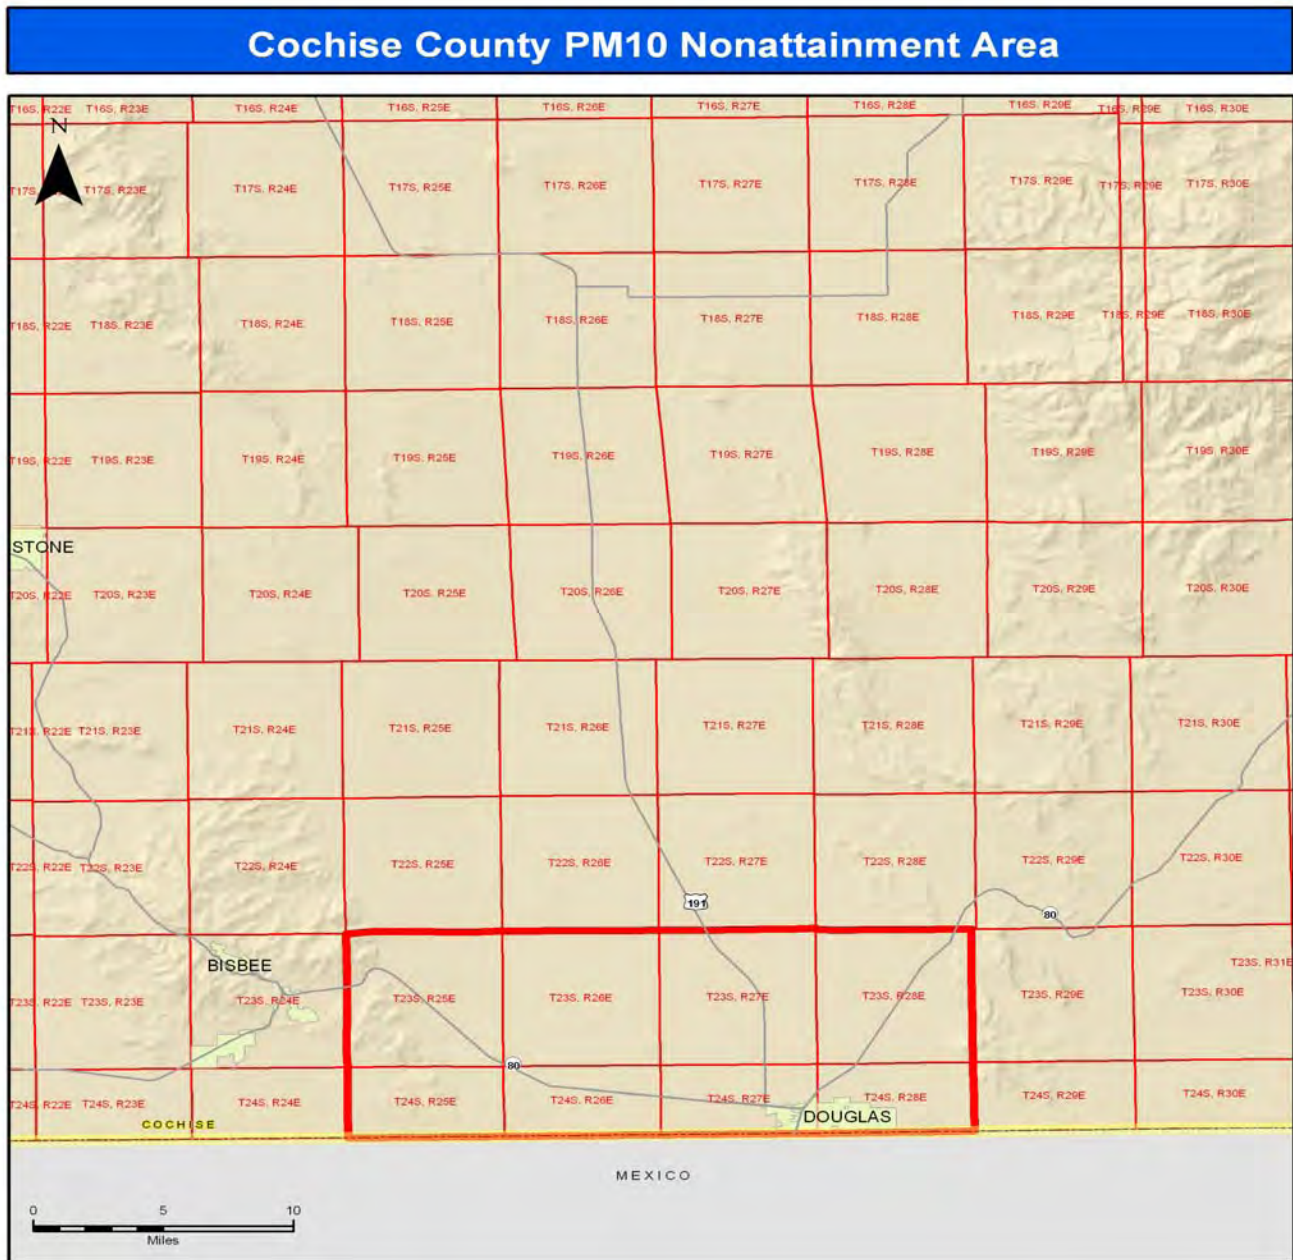 Cochise County PM10 Nonattainment Area
T16S, R22E T16S, R23E T16S, R24E T16S, R25E T16S, R26E T16S, R27E T16S, R28E T16S, R29E T16S, R29E T16S, R30E
N
T17S, T17S, R23E T17S, R24E T17S, R25E T17S, R26E T17S, R27E T17S, R28E T17S, R29E T17S, R29E T17S, R30E
T18S, R22E T18S, R23E T18S, R24E T18S, R25E T18S, R26E T18S, R27E T18S, R28E T18S, R29E T18S, R29E T18S, R30E
T19S, R22E T19S, R23E T19S, R24E T19S, R25E T19S, R26E T19S, R27E T19S, R28E T19S, R29E T19S, R30E
STONE
T20S, R22E T20S, R23E T20S, R24E T20S, R25E T20S, R26E T20S, R27E T20S, R28E T20S, R29E T20S, R30E
T21S, R22E T21S, R23E T21S, R24E T21S, R25E T21S, R26E T21S, R27E T21S, R28E T21S, R29E T21S, R30E
T22S, R22E T22S, R23E T22S, R24E T22S, R25E T22S, R26E T22S, R27E T22S, R28E T22S, R29E T22S, R30E
191
80
BISBEE
T23S, R31E
T23S, R22E T23S, R23E T23S, R24E T23S, R25E T23S, R26E T23S, R27E T23S, R28E T23S, R29E T23S, R30E
80
T24S, R22E T24S, R23E T24S, R24E T24S, R25E T24S, R26E T24S, R27E T24S, R28E T24S, R29E T24S, R30E
DOUGLAS
COCHISE
MEXICO
0 5 10
Miles